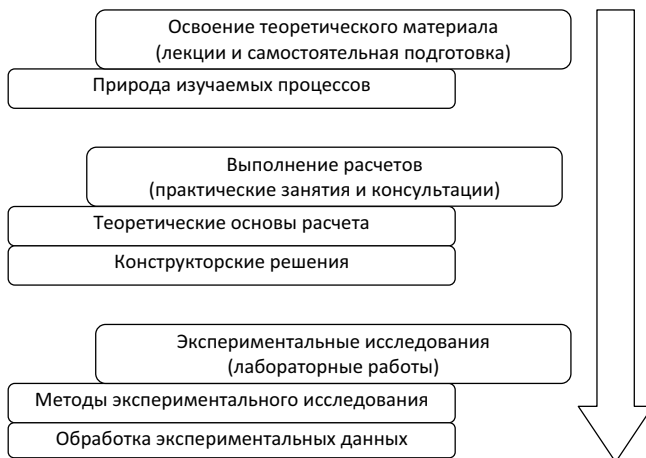 Освоение теоретического материала
(лекции и самостоятельная подготовка)
Природа изучаемых процессов
Выполнение расчетов
(практические занятия и консультации)
Теоретические основы расчета
Конструкторские решения
Экспериментальные исследования
(лабораторные работы)
Методы экспериментального исследования
Обработка экспериментальных данных